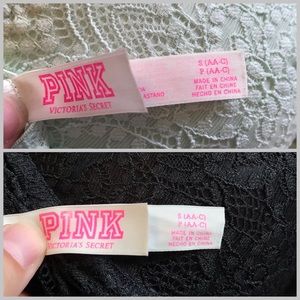 PINK
VICTORIA'S SECRET
S (AA-C)
P (AA-C)
MADE IN CHINA
FAIT EN CHINE
HECHO EN CHINA
PINK
VICTORIA'S SECRET
S (AA-C)
P (AA-C)
MADE IN CHINA
FAIT EN CHINE
HECHO EN CHINA